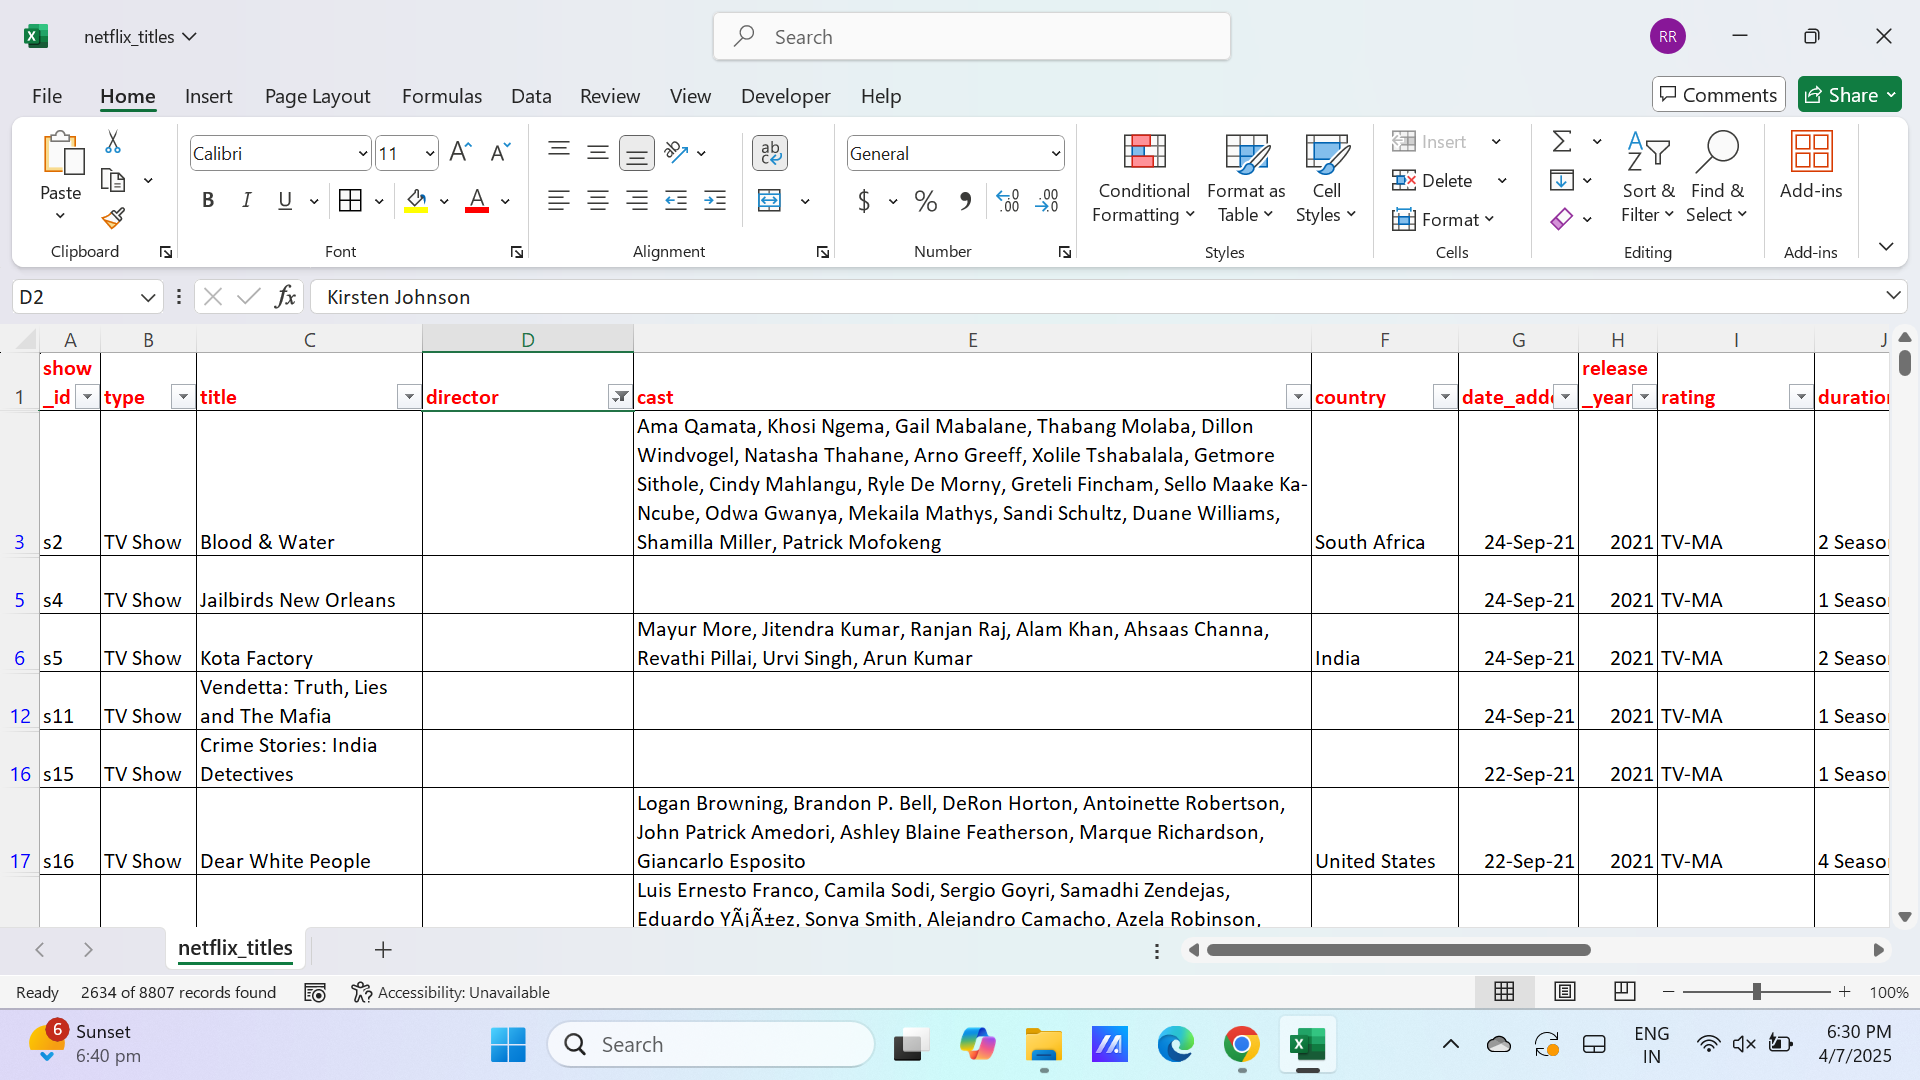 netflix_titles
Search
RR
File Home Insert Page Layout Formulas Data Review View Developer Help
Comments Share
Paste
Clipboard
Calibri 11
B I U
Font
ab
Alignment
General
$ % , .00 .00
Number
Conditional Formatting
Format as Table
Cell Styles
Styles
Insert
Delete
Format
Cells
Sort & Filter
Find & Select
Editing
Add-ins
Add-ins
D2 fx Kirsten Johnson
A B C D E F G H I J
1 show_id type title director cast country date_adde release_year rating duration
3 s2 TV Show Blood & Water
Ama Qamata, Khosi Ngema, Gail Mabalane, Thabang Molaba, Dillon
Windvogel, Natasha Thahane, Arno Greeff, Xolile Tshabalala, Getmore
Sithole, Cindy Mahlangu, Ryle De Morny, Greteli Fincham, Sello Maake Ka-
Ncube, Odwa Gwanya, Mekaila Mathys, Sandi Schultz, Duane Williams,
Shamilla Miller, Patrick Mofokeng
South Africa 24-Sep-21 2021 TV-MA 2 Seaso
5 s4 TV Show Jailbirds New Orleans 24-Sep-21 2021 TV-MA 1 Seaso
6 s5 TV Show Kota Factory
Mayur More, Jitendra Kumar, Ranjan Raj, Alam Khan, Ahsaas Channa,
Revathi Pillai, Urvi Singh, Arun Kumar
India 24-Sep-21 2021 TV-MA 2 Seaso
12 s11 TV Show Vendetta: Truth, Lies
and The Mafia
24-Sep-21 2021 TV-MA 1 Seaso
16 s15 TV Show Crime Stories: India
Detectives
22-Sep-21 2021 TV-MA 1 Seaso
17 s16 TV Show Dear White People
Logan Browning, Brandon P. Bell, DeRon Horton, Antoinette Robertson,
John Patrick Amedori, Ashley Blaine Featherson, Marque Richardson,
Giancarlo Esposito
United States 22-Sep-21 2021 TV-MA 4 Seaso
Luis Ernesto Franco, Camila Sodi, Sergio Goyri, Samadhi Zendejas,
Eduardo YÃ¡Ã±ez, Sonya Smith, Alejandro Camacho, Azela Robinson,
netflix_titles
Ready 2634 of 8807 records found Accessibility: Unavailable 100%
6 Sunset
6:40 pm
Search
ENG
IN
6:30 PM
4/7/2025